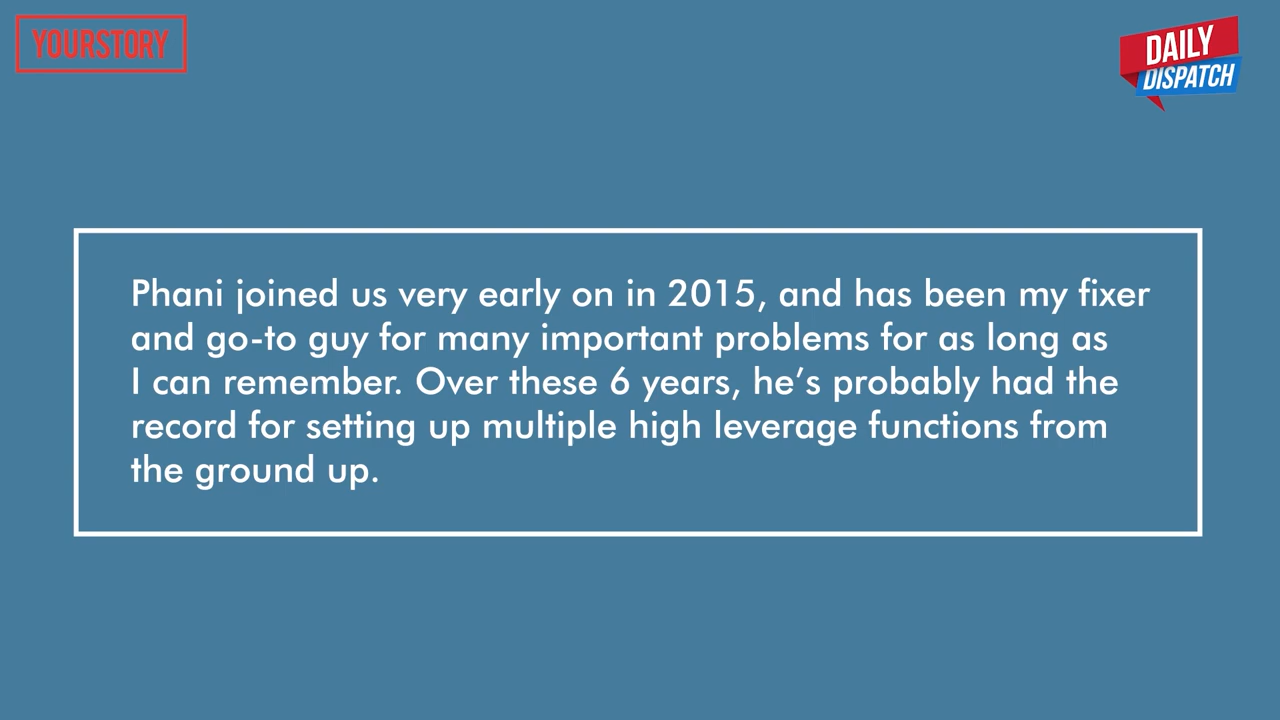 YOURSTORY
DAILY
DISPATCH
Phani joined us very early on in 2015, and has been my fixer
and go-to guy for many important problems for as long as
I can remember. Over these 6 years, he’s probably had the
record for setting up multiple high leverage functions from
the ground up.